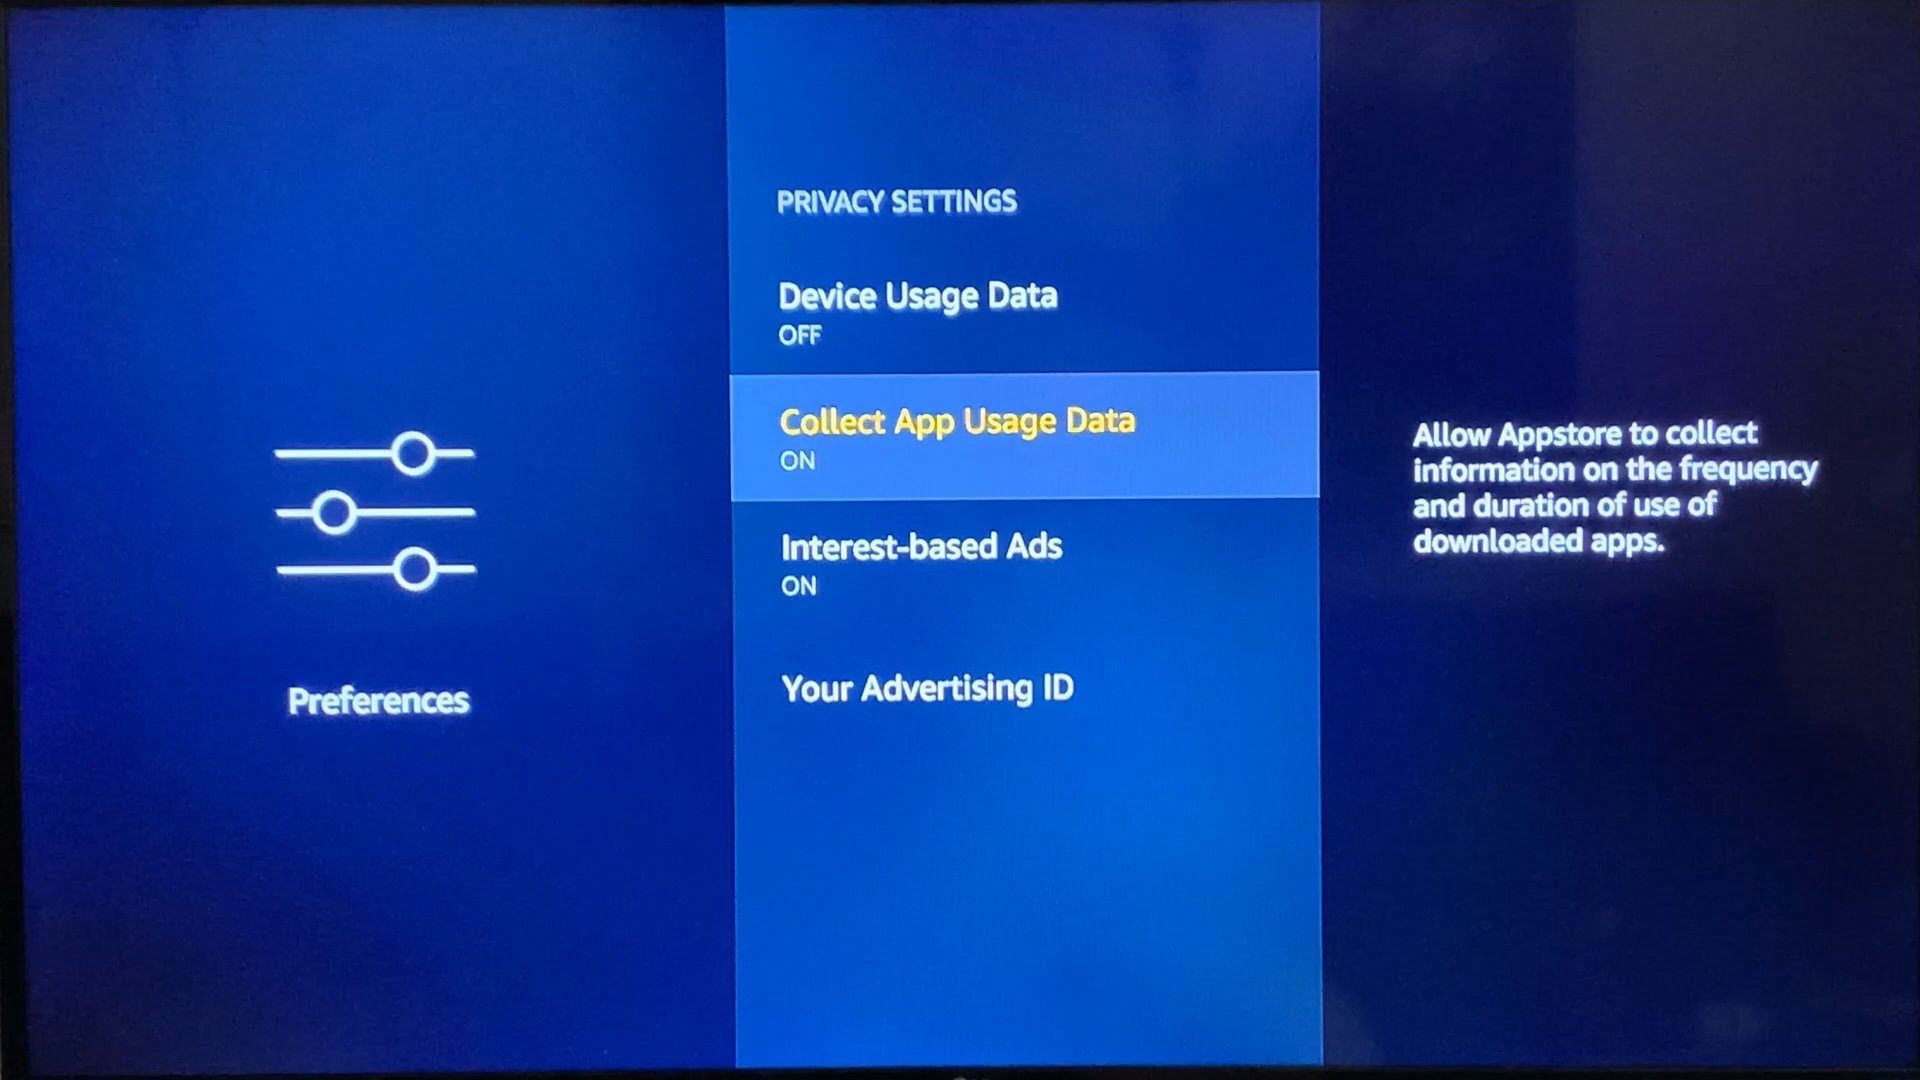 PRIVACY SETTINGS
Device Usage Data
OFF
Collect App Usage Data
ON
Interest-based Ads
ON
Your Advertising ID
Preferences
Allow Appstore to collect
information on the frequency
and duration of use of
downloaded apps.